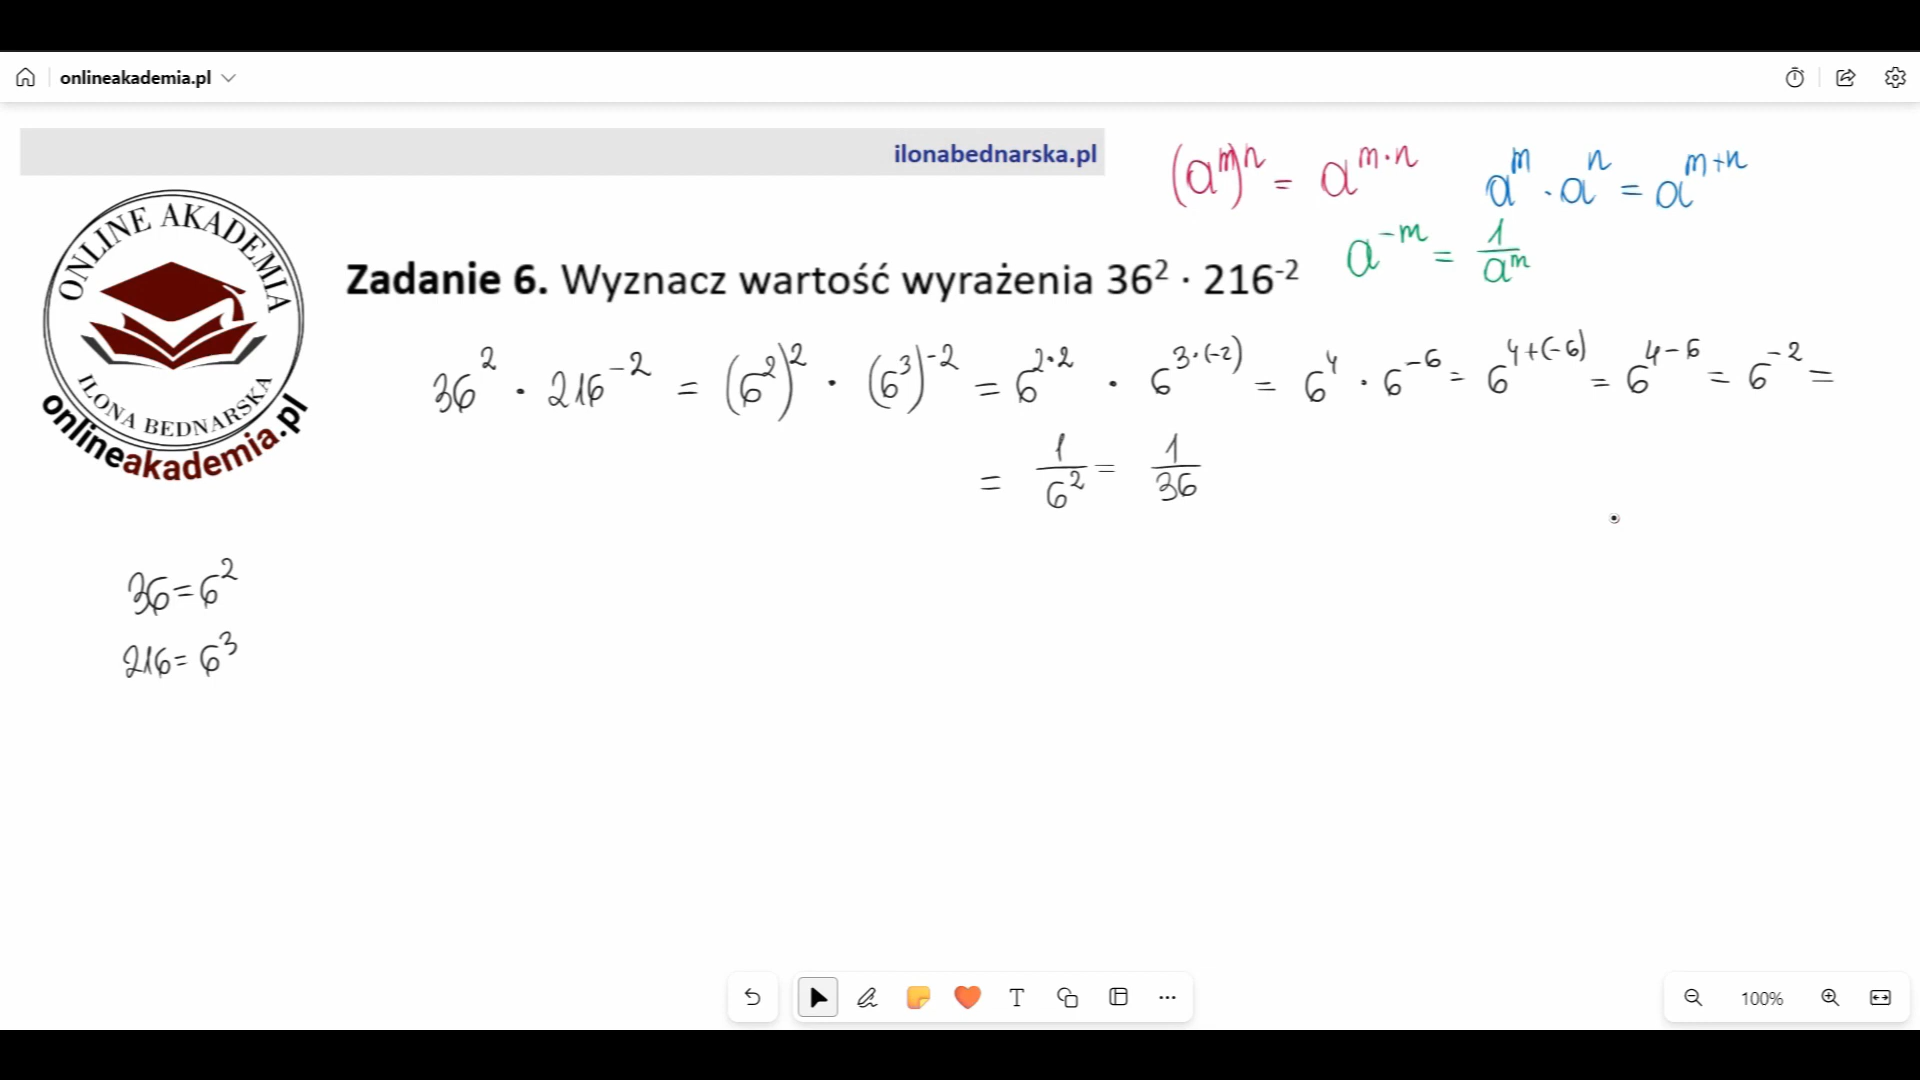 onlineakademia.pl
ilonabednarska.pl
(a^m)^n = a^{m·n}   a^m · a^n = a^{m+n}
a^{-m} = 1/a^m
ONLINE AKADEMIA
ILONA BEDNARSKA
onlineakademia.pl
Zadanie 6. Wyznacz wartość wyrażenia 36² · 216⁻²
36² · 216⁻² = (6²)² · (6³)⁻² = 6^{2·2} · 6^{3·(-2)} = 6⁴ · 6⁻⁶ = 6^{4+(-6)} = 6^{4-6} = 6⁻² =
= 1/6² = 1/36
36 = 6²
216 = 6³
T
100%